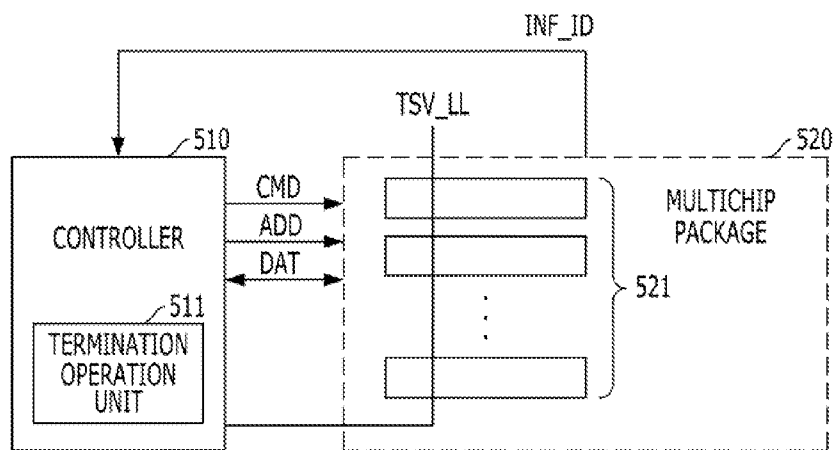 INF_ID
TSV_LL
510
520
CMD
ADD
DAT
CONTROLLER
MULTICHIP
PACKAGE
521
511
TERMINATION
OPERATION
UNIT